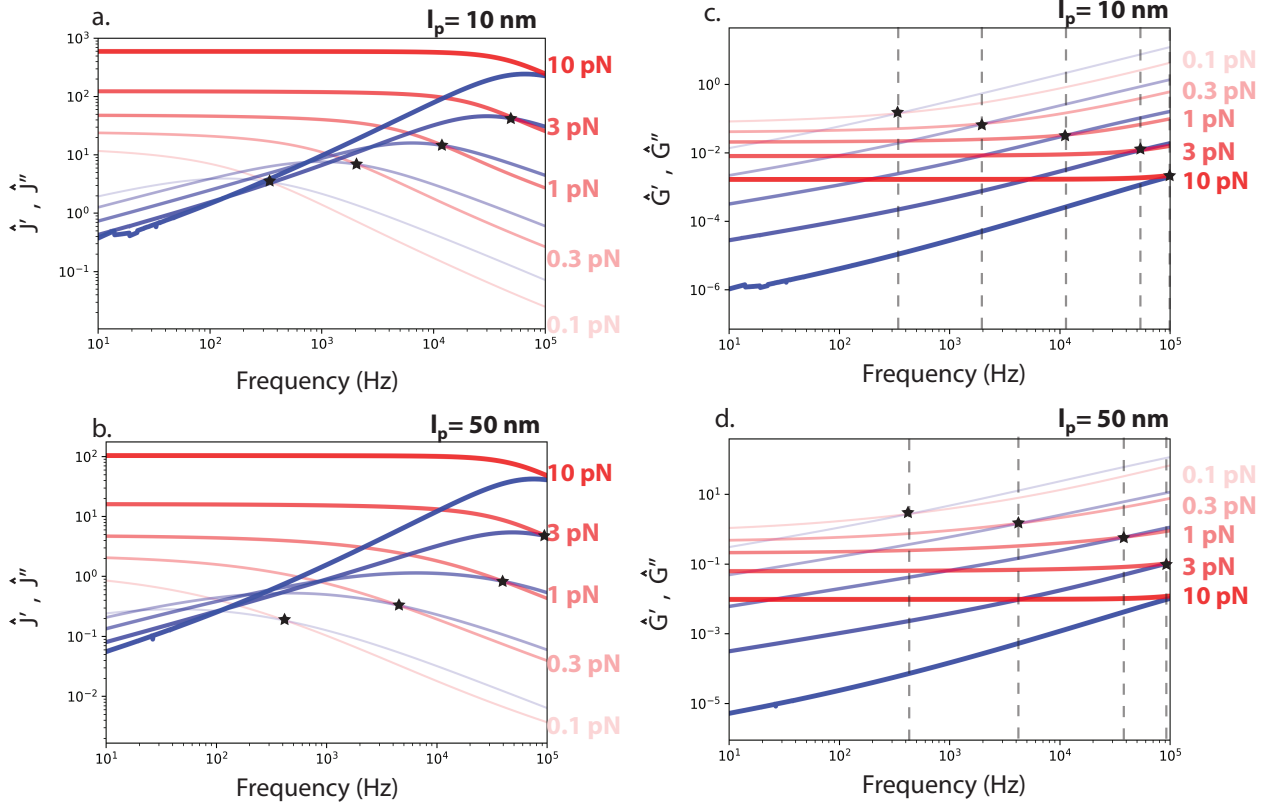 a.
lₚ= 10 nm
10³
10²
10¹
10⁰
10⁻¹
Ĵ′ , Ĵ″
10 pN
3 pN
1 pN
0.3 pN
0.1 pN
10¹ 10² 10³ 10⁴ 10⁵
Frequency (Hz)
c.
lₚ= 10 nm
10⁰
10⁻²
10⁻⁴
10⁻⁶
Ĝ′ , Ĝ″
0.1 pN
0.3 pN
1 pN
3 pN
10 pN
10¹ 10² 10³ 10⁴ 10⁵
Frequency (Hz)
b.
lₚ= 50 nm
10²
10¹
10⁰
10⁻¹
10⁻²
Ĵ′ , Ĵ″
10 pN
3 pN
1 pN
0.3 pN
0.1 pN
10¹ 10² 10³ 10⁴ 10⁵
Frequency (Hz)
d.
lₚ= 50 nm
10¹
10⁻¹
10⁻³
10⁻⁵
Ĝ′ , Ĝ″
0.1 pN
0.3 pN
1 pN
3 pN
10 pN
10¹ 10² 10³ 10⁴ 10⁵
Frequency (Hz)